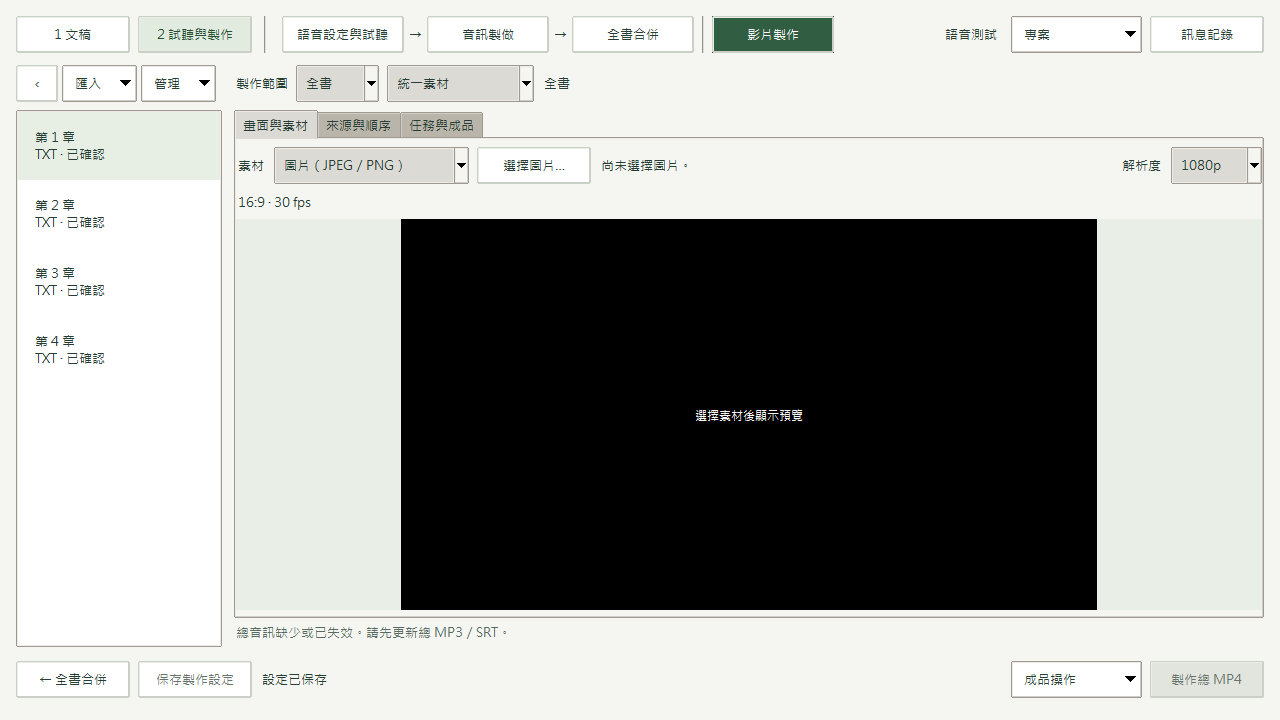 1 文稿
2 試聽與製作
語音設定與試聽
→
音訊製做
→
全書合併
影片製作
語音測試
專案
訊息記錄
‹
匯入
管理
製作範圍
全書
統一素材
全書
第 1 章
TXT · 已確認
第 2 章
TXT · 已確認
第 3 章
TXT · 已確認
第 4 章
TXT · 已確認
畫面與素材
來源與順序
任務與成品
素材
圖片（JPEG / PNG）
選擇圖片...
尚未選擇圖片。
解析度
1080p
16:9 · 30 fps
選擇素材後顯示預覽
總音訊缺少或已失效。請先更新總 MP3 / SRT。
← 全書合併
保存製作設定
設定已保存
成品操作
製作總 MP4